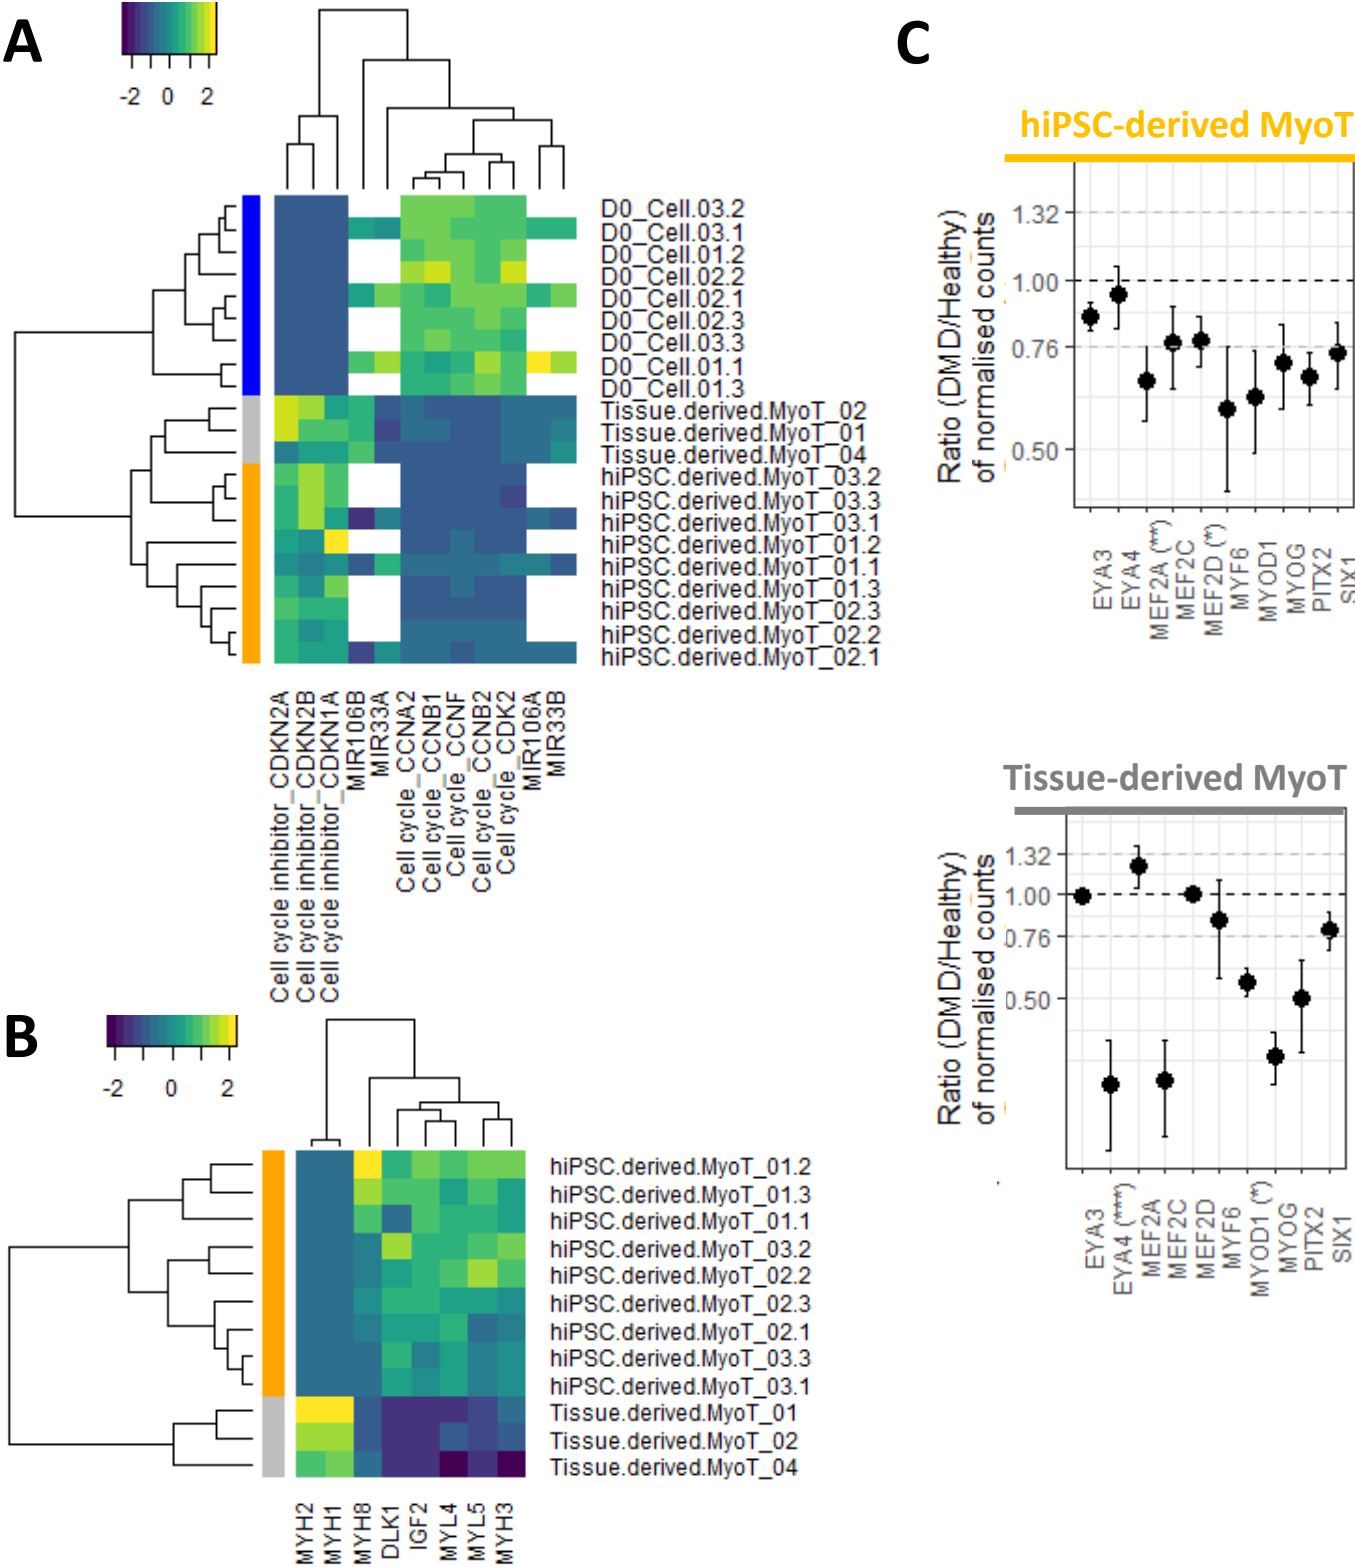 A
-2 0 2
D0_Cell.03.2
D0_Cell.03.1
D0_Cell.01.2
D0_Cell.02.2
D0_Cell.02.1
D0_Cell.02.3
D0_Cell.03.3
D0_Cell.01.1
D0_Cell.01.3
Tissue.derived.MyoT_02
Tissue.derived.MyoT_01
Tissue.derived.MyoT_04
hiPSC.derived.MyoT_03.2
hiPSC.derived.MyoT_03.3
hiPSC.derived.MyoT_03.1
hiPSC.derived.MyoT_01.2
hiPSC.derived.MyoT_01.1
hiPSC.derived.MyoT_01.3
hiPSC.derived.MyoT_02.3
hiPSC.derived.MyoT_02.2
hiPSC.derived.MyoT_02.1
Cell cycle inhibitor_CDKN2A
Cell cycle inhibitor_CDKN2B
Cell cycle inhibitor_CDKN1A
MIR106B
MIR33A
Cell cycle_CCNA2
Cell cycle_CCNB1
Cell cycle_CCNF
Cell cycle_CCNB2
Cell cycle_CDK2
MIR106A
MIR33B
B
-2 0 2
hiPSC.derived.MyoT_01.2
hiPSC.derived.MyoT_01.3
hiPSC.derived.MyoT_01.1
hiPSC.derived.MyoT_03.2
hiPSC.derived.MyoT_02.2
hiPSC.derived.MyoT_02.3
hiPSC.derived.MyoT_02.1
hiPSC.derived.MyoT_03.3
hiPSC.derived.MyoT_03.1
Tissue.derived.MyoT_01
Tissue.derived.MyoT_02
Tissue.derived.MyoT_04
MYH2
MYH1
MYH8
DLK1
IGF2
MYL4
MYL5
MYH3
C
hiPSC-derived MyoT
Ratio (DMD/Healthy)
of normalised counts
1.32
1.00
0.76
0.50
EYA3
EYA4
MEF2A (***)
MEF2C
MEF2D (*)
MYF6
MYOD1
MYOG
PITX2
SIX1
Tissue-derived MyoT
Ratio (DMD/Healthy)
of normalised counts
1.32
1.00
0.76
0.50
EYA3
EYA4 (***)
MEF2A
MEF2C
MEF2D
MYF6
MYOD1 (*)
MYOG
PITX2
SIX1